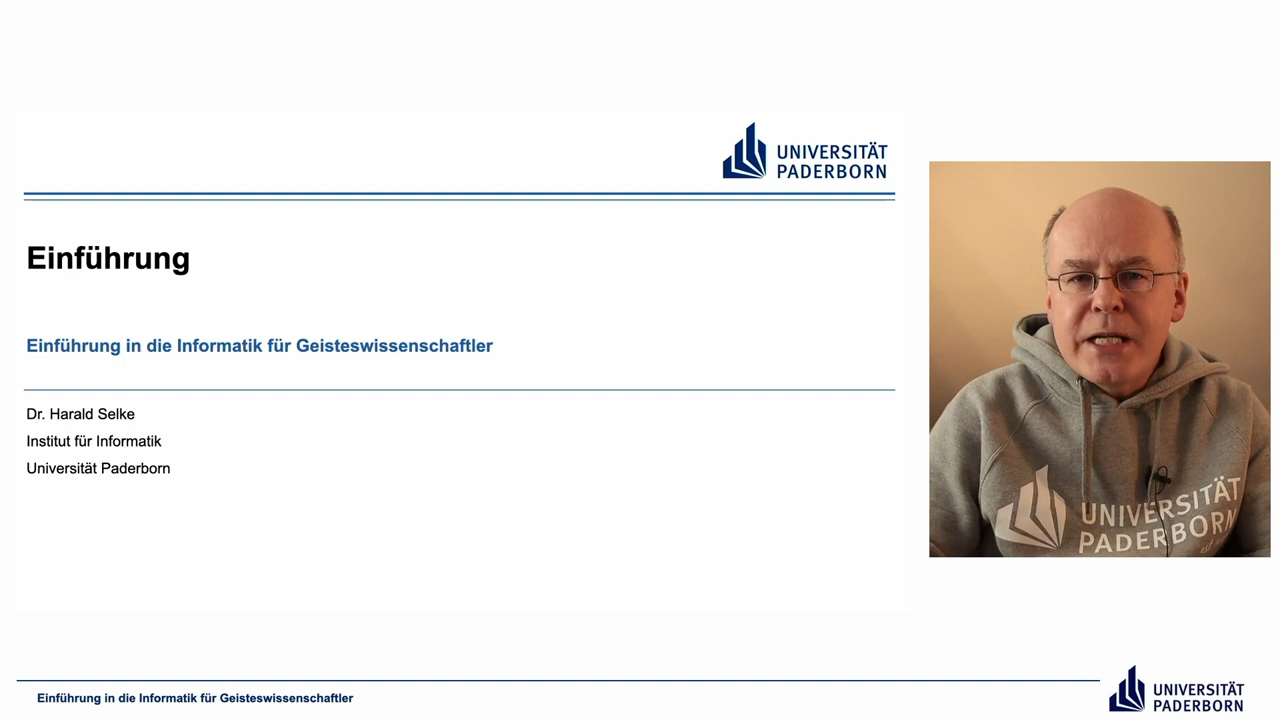 UNIVERSITÄT
PADERBORN
Einführung
Einführung in die Informatik für Geisteswissenschaftler
Dr. Harald Selke
Institut für Informatik
Universität Paderborn
UNIVERSITÄT
PADERBORN
Einführung in die Informatik für Geisteswissenschaftler
UNIVERSITÄT
PADERBORN